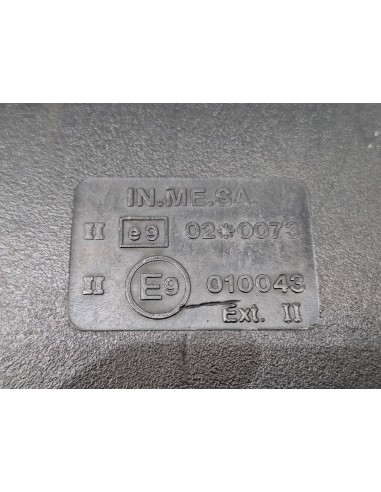 IN.ME.SA
II e9 02*0073
II E9 010043
Ext. II